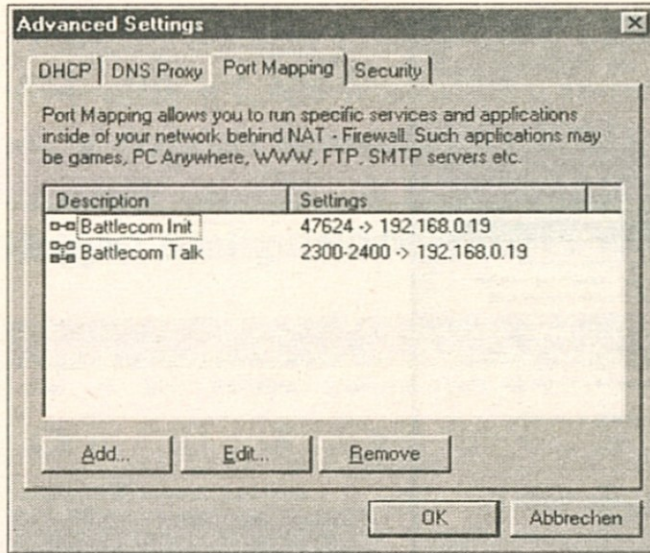 Advanced Settings
DHCP DNS Proxy Port Mapping Security
Port Mapping allows you to run specific services and applications
inside of your network behind NAT - Firewall. Such applications may
be games, PC Anywhere, WWW, FTP, SMTP servers etc.
Description Settings
Battlecom Init 47624 -> 192.168.0.19
Battlecom Talk 2300-2400 -> 192.168.0.19
Add... Edit... Remove
OK Abbrechen